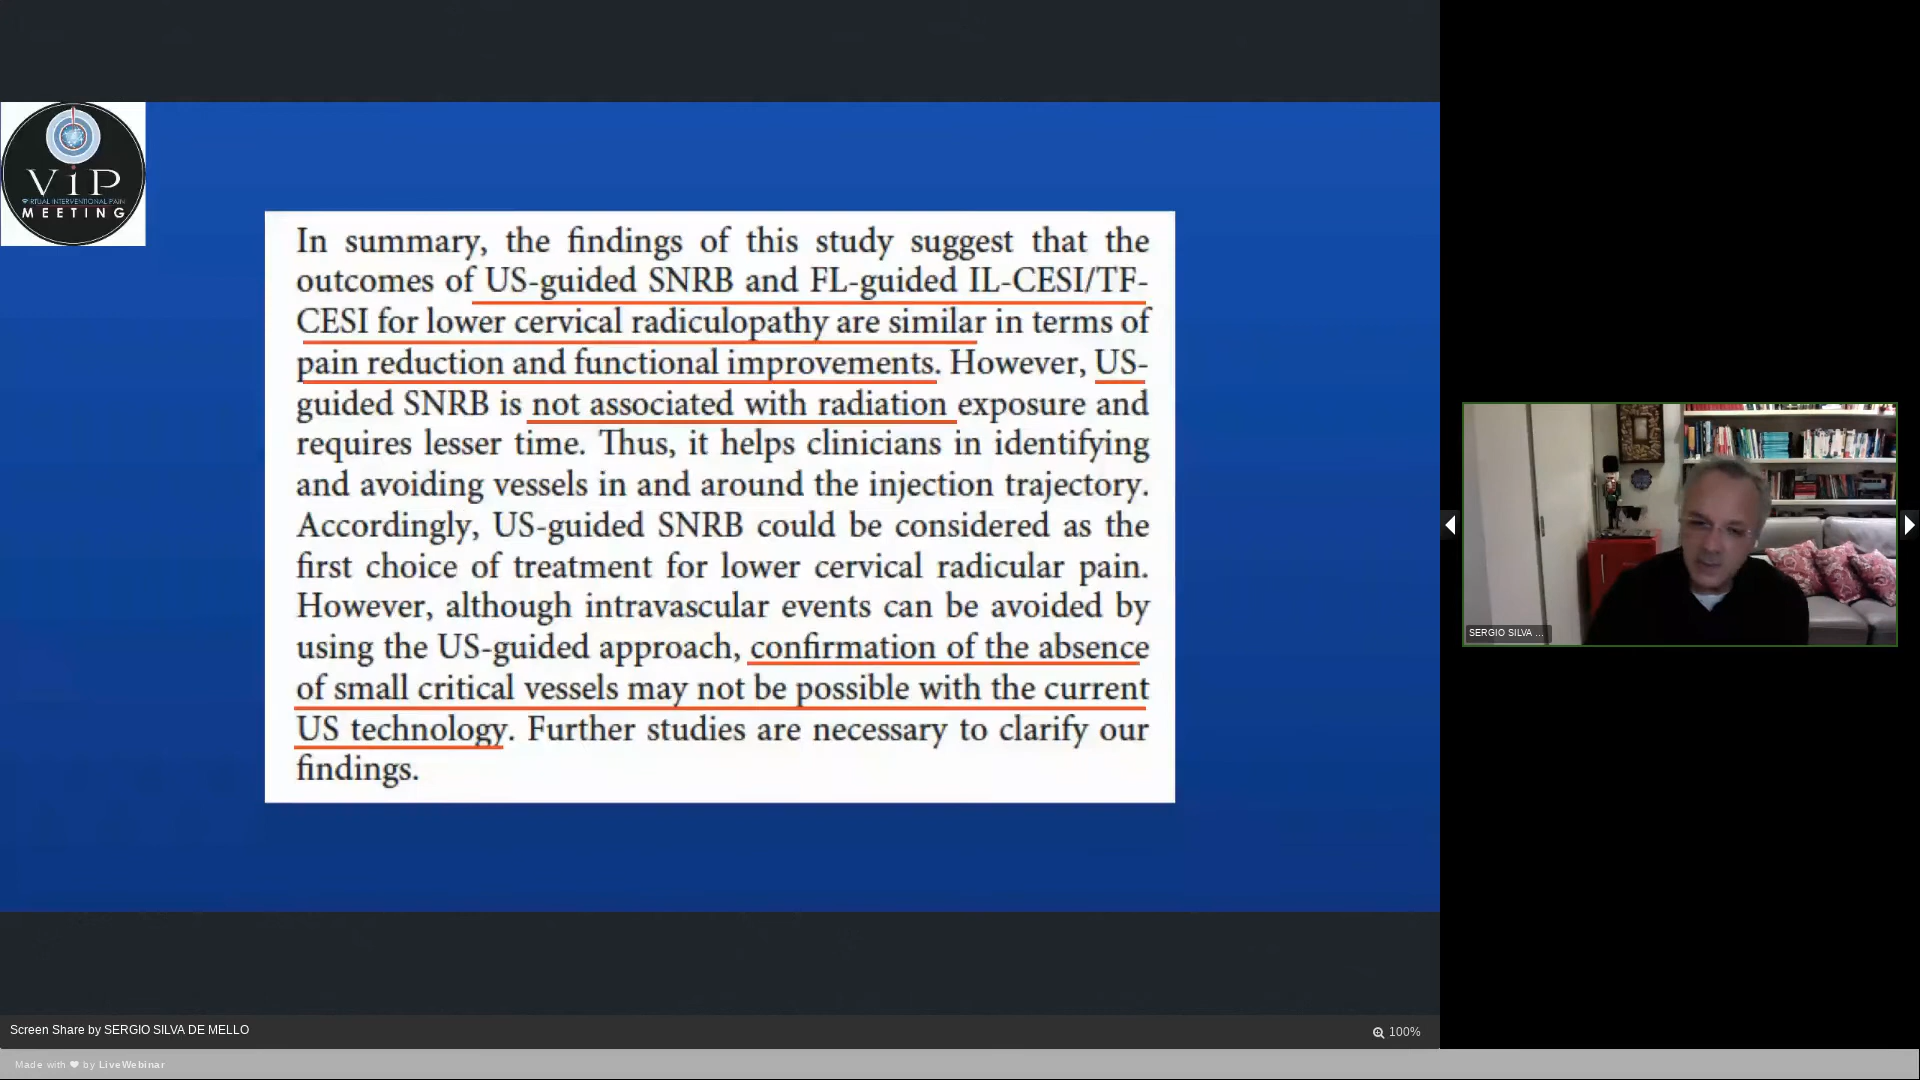 ViP
VIRTUAL INTERVENTIONAL PAIN
MEETING
In summary, the findings of this study suggest that the
outcomes of US-guided SNRB and FL-guided IL-CESI/TF-
CESI for lower cervical radiculopathy are similar in terms of
pain reduction and functional improvements. However, US-
guided SNRB is not associated with radiation exposure and
requires lesser time. Thus, it helps clinicians in identifying
and avoiding vessels in and around the injection trajectory.
Accordingly, US-guided SNRB could be considered as the
first choice of treatment for lower cervical radicular pain.
However, although intravascular events can be avoided by
using the US-guided approach, confirmation of the absence
of small critical vessels may not be possible with the current
US technology. Further studies are necessary to clarify our
findings.
SERGIO SILVA ...
Screen Share by SERGIO SILVA DE MELLO
100%
Made with ❤ by LiveWebinar